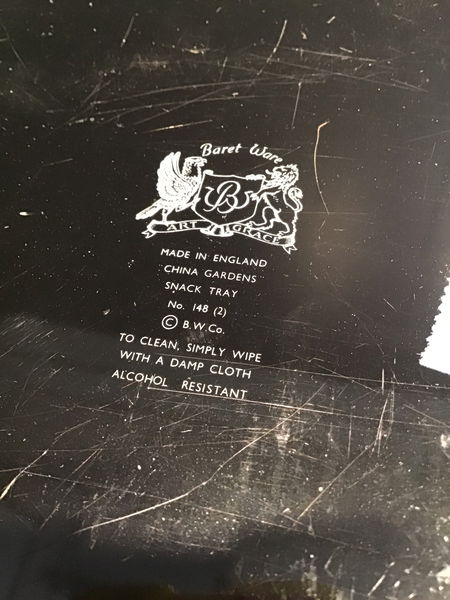 Baret Ware
BW
ART GRACE
MADE IN ENGLAND
CHINA GARDENS
SNACK TRAY
No. 148 (2)
© B.W.Co.
TO CLEAN, SIMPLY WIPE
WITH A DAMP CLOTH
ALCOHOL RESISTANT